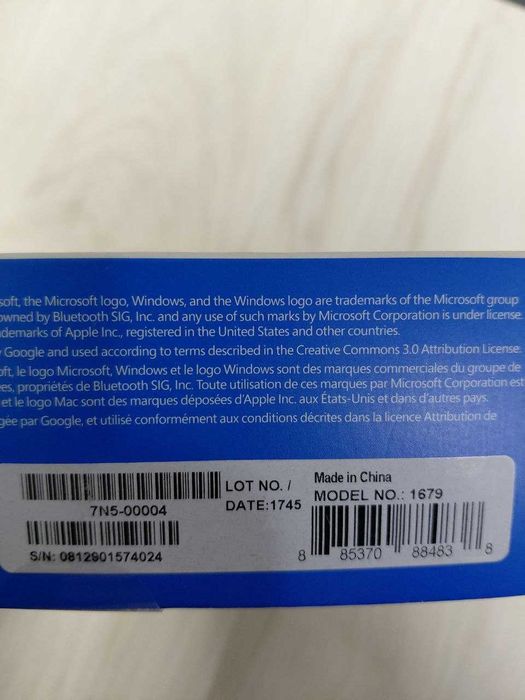 soft, the Microsoft logo, Windows, and the Windows logo are trademarks of the Microsoft group
owned by Bluetooth SIG, Inc. and any use of such marks by Microsoft Corporation is under license.
demarks of Apple Inc., registered in the United States and other countries.
y Google and used according to terms described in the Creative Commons 3.0 Attribution License.
oft, le logo Microsoft, Windows et le logo Windows sont des marques commerciales du groupe de
es, propriétés de Bluetooth SIG, Inc. Toute utilisation de ces marques par Microsoft Corporation est
et le logo Mac sont des marques déposées d'Apple Inc. aux États-Unis et dans d'autres pays.
gée par Google, et utilisé conformément aux conditions décrites dans la licence Attribution de
7N5-00004
S/N: 0812901574024
LOT NO. /
DATE:1745
Made in China
MODEL NO.: 1679
8 85370 88483 8